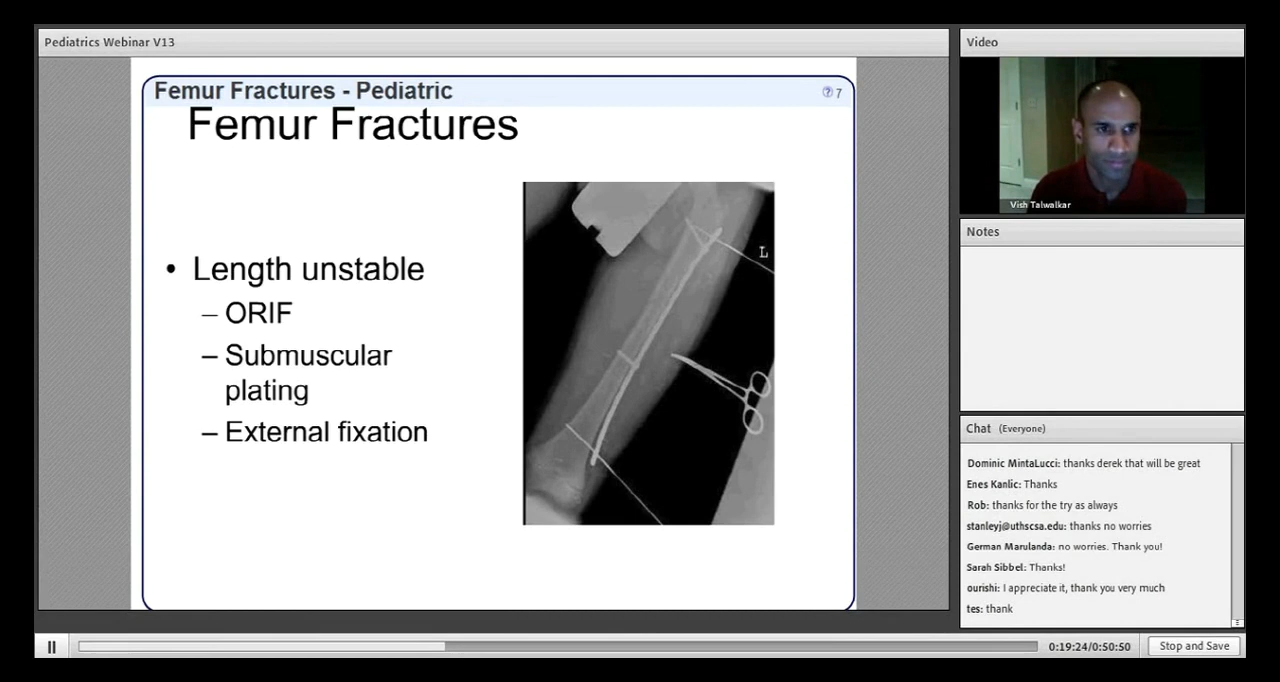 Pediatrics Webinar V13
Femur Fractures - Pediatric
? 7
Femur Fractures
• Length unstable
– ORIF
– Submuscular
plating
– External fixation
L
Video
Vish Talwalkar
Notes
Chat (Everyone)
Dominic MintaLucci: thanks derek that will be great
Enes Kanlic: Thanks
Rob: thanks for the try as always
stanleyj@uthscsa.edu: thanks no worries
German Marulanda: no worries. Thank you!
Sarah Sibbel: Thanks!
ourishi: I appreciate it, thank you very much
tes: thank
0:19:24/0:50:50
Stop and Save